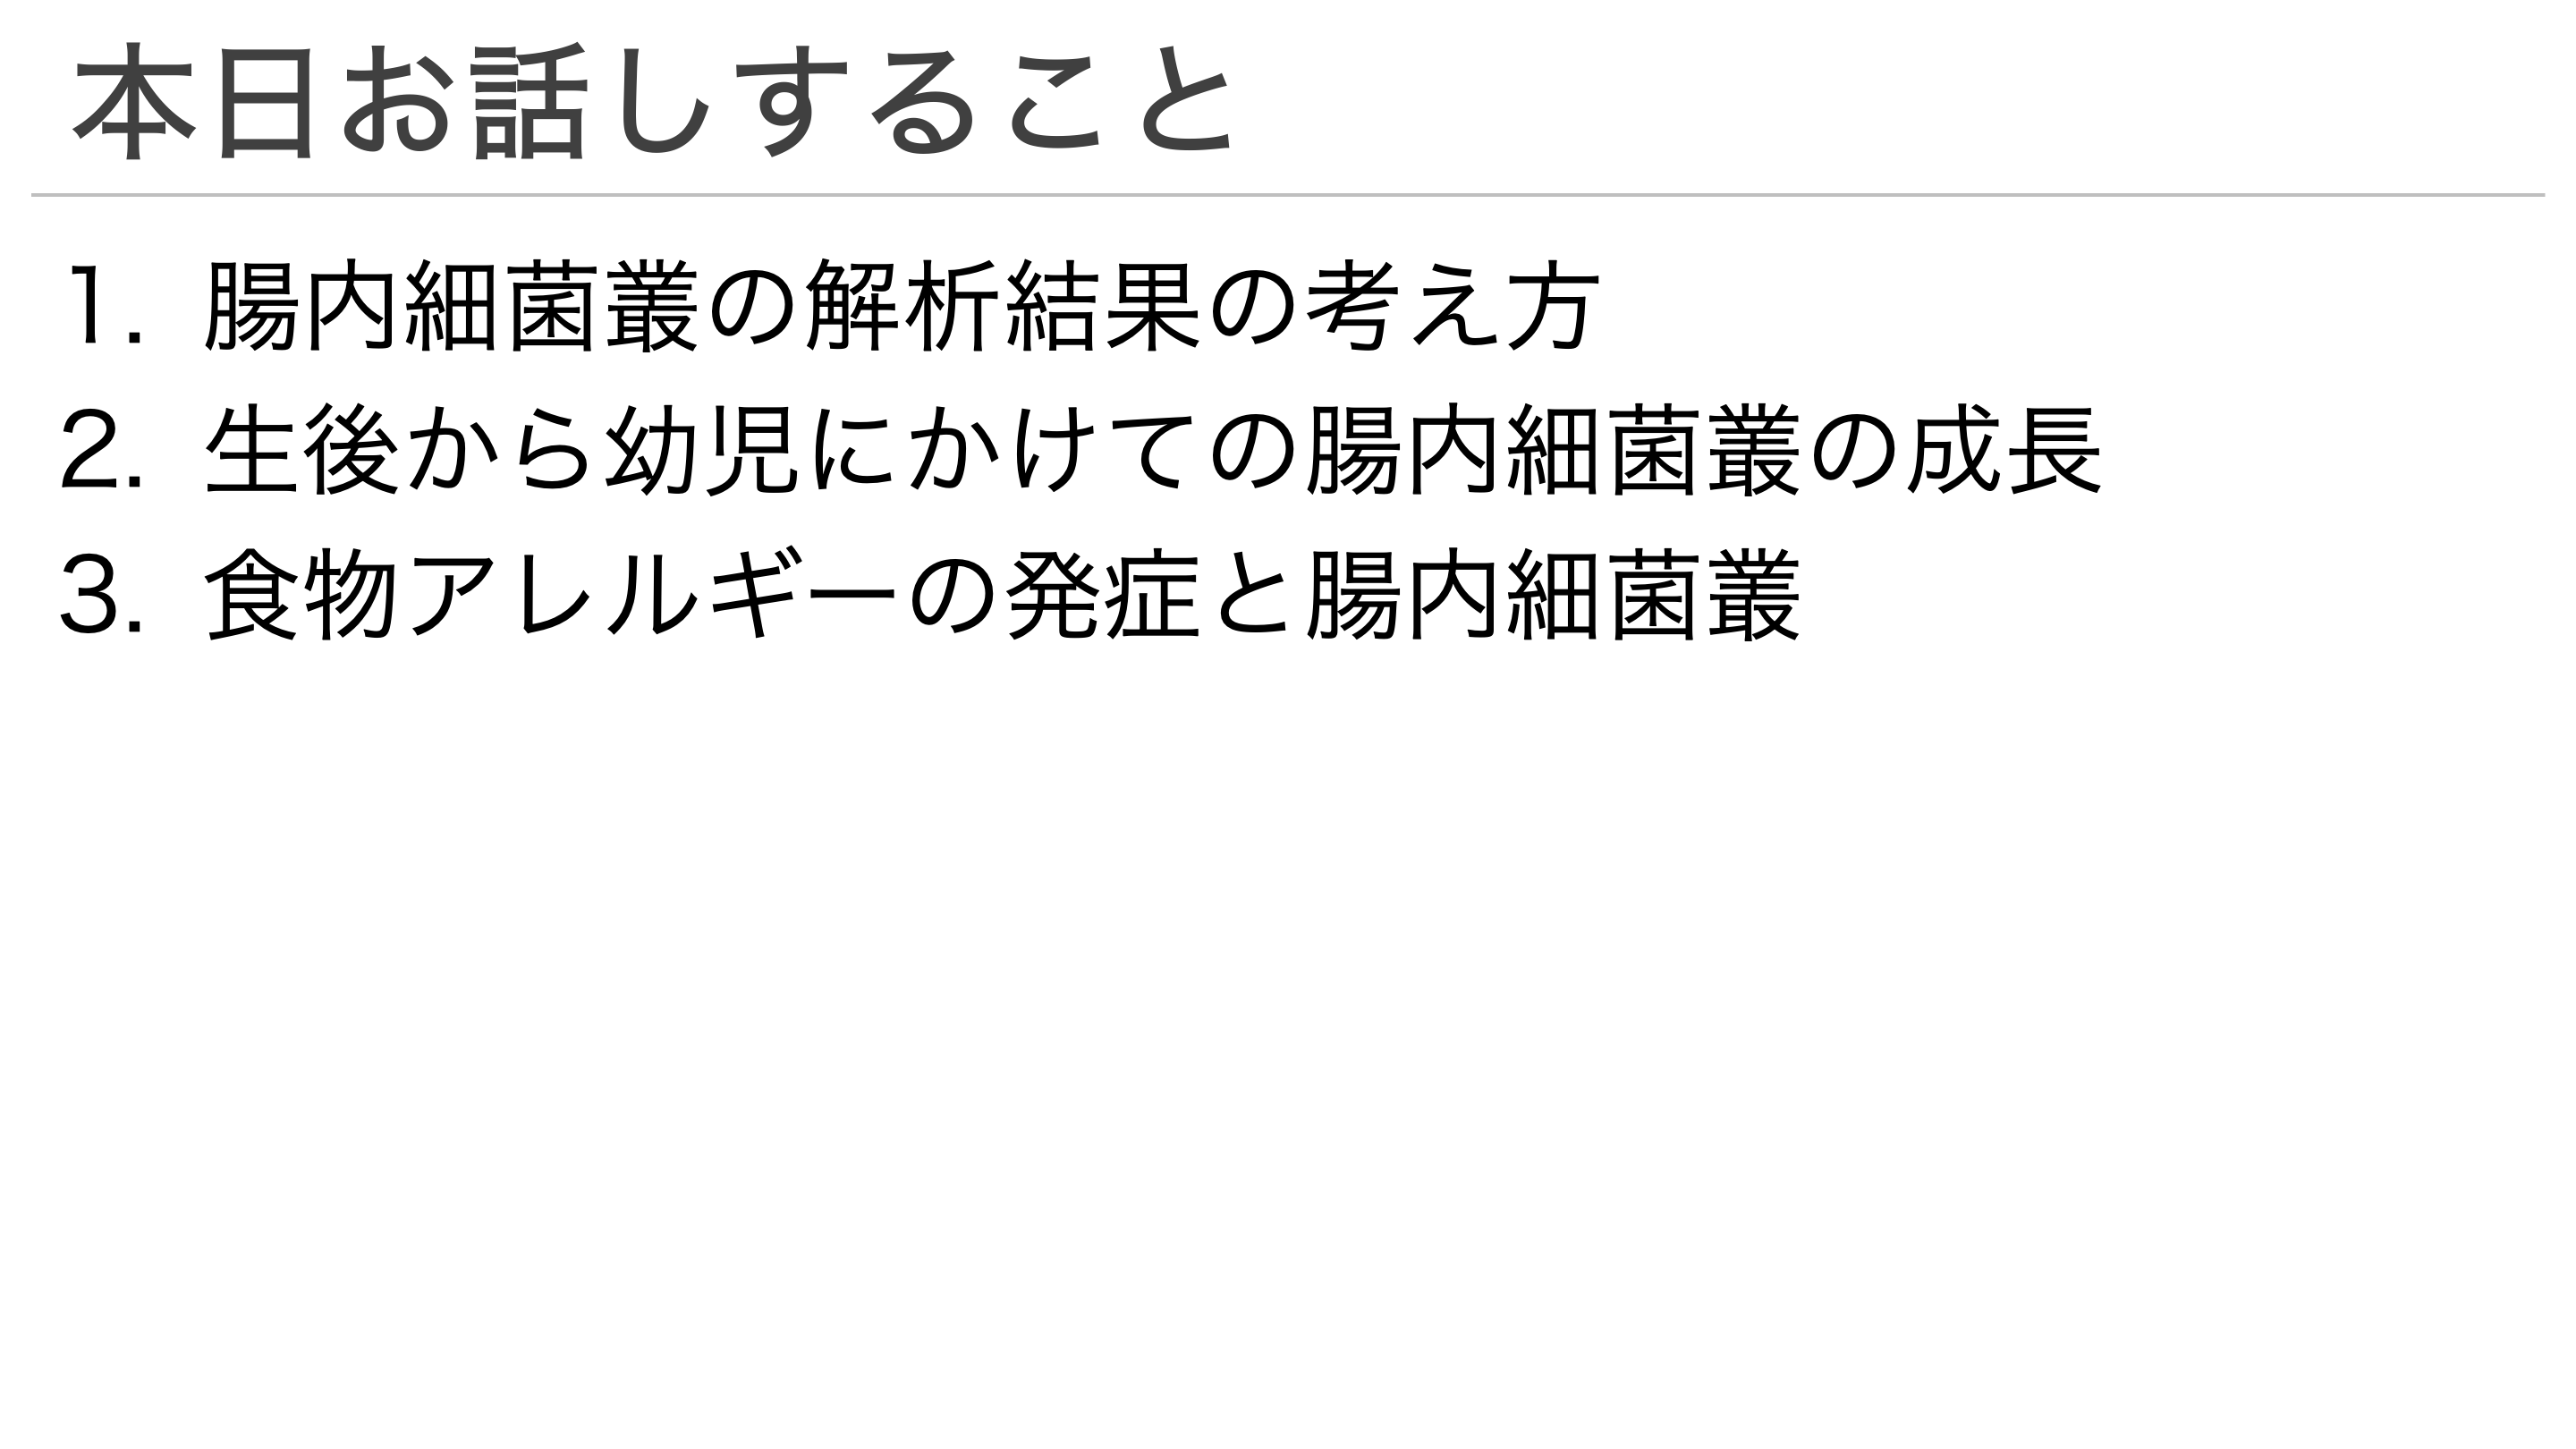 本日お話しすること
1. 腸内細菌叢の解析結果の考え方
2. 生後から幼児にかけての腸内細菌叢の成長
3. 食物アレルギーの発症と腸内細菌叢